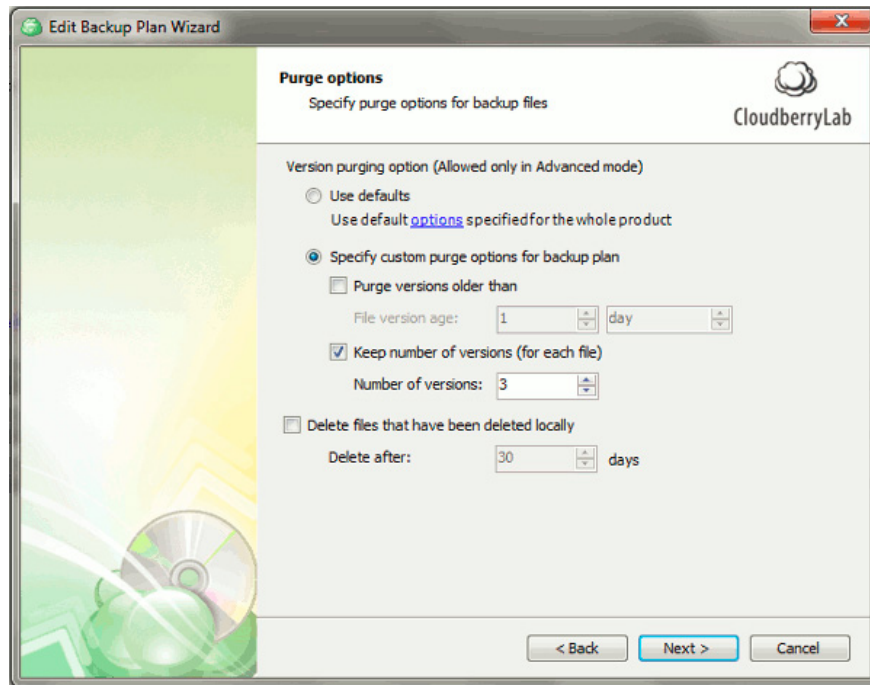 Edit Backup Plan Wizard
Purge options
Specify purge options for backup files
CloudberryLab
Version purging option (Allowed only in Advanced mode)
Use defaults
Use default options specified for the whole product
Specify custom purge options for backup plan
Purge versions older than
File version age: 1 day
Keep number of versions (for each file)
Number of versions: 3
Delete files that have been deleted locally
Delete after: 30 days
< Back Next > Cancel